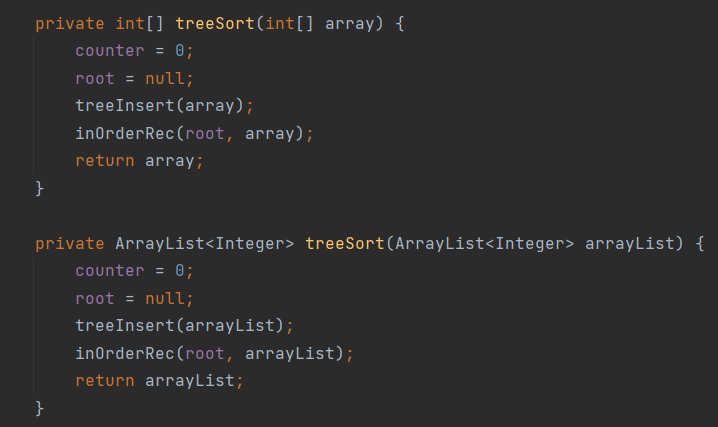 private int[] treeSort(int[] array) {
    counter = 0;
    root = null;
    treeInsert(array);
    inOrderRec(root, array);
    return array;
}

private ArrayList<Integer> treeSort(ArrayList<Integer> arrayList) {
    counter = 0;
    root = null;
    treeInsert(arrayList);
    inOrderRec(root, arrayList);
    return arrayList;
}